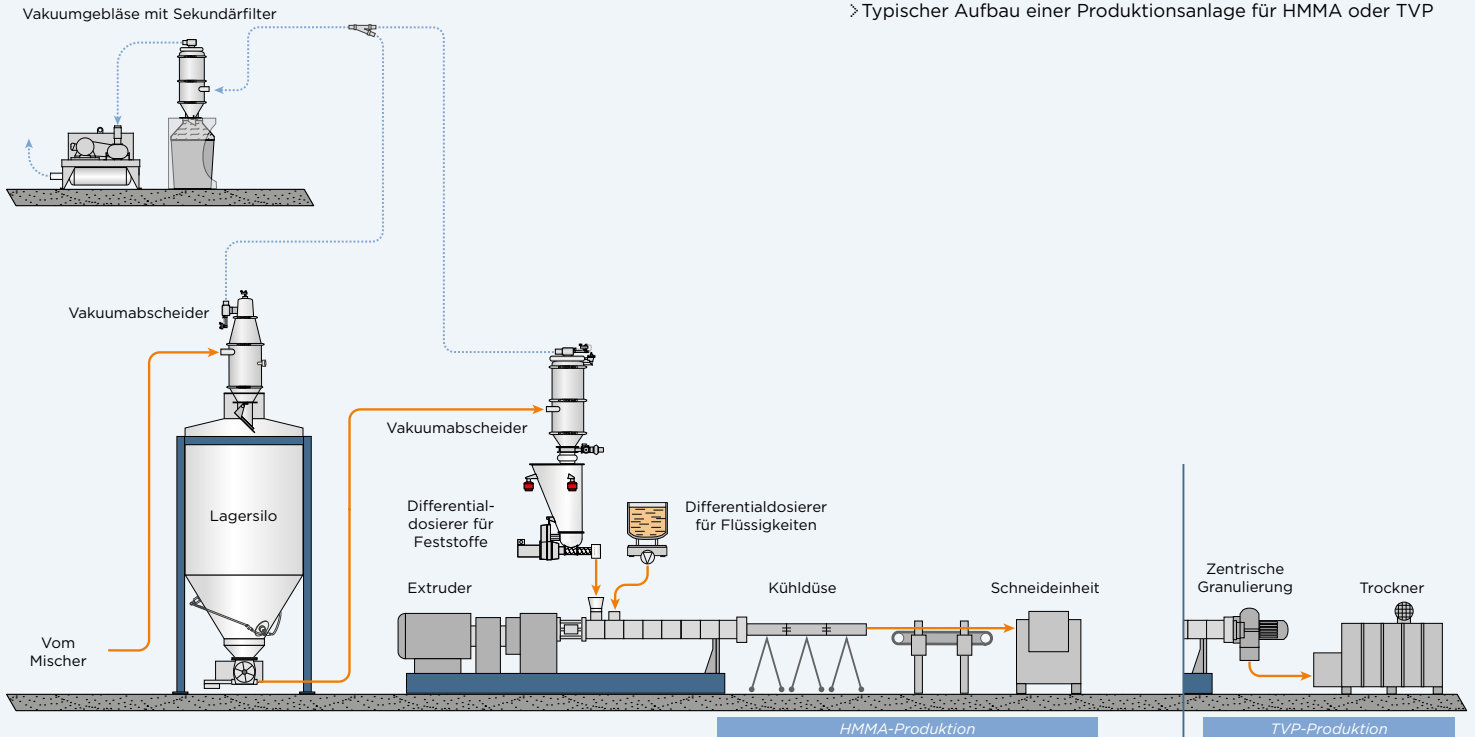 Vakuumgebläse mit Sekundärfilter
> Typischer Aufbau einer Produktionsanlage für HMMA oder TVP
Vakuumabscheider
Vakuumabscheider
Lagersilo
Differential-
dosierer für
Feststoffe
Differentialdosierer
für Flüssigkeiten
Vom
Mischer
Extruder
Kühldüse
Schneideinheit
Zentrische
Granulierung
Trockner
HMMA-Produktion
TVP-Produktion